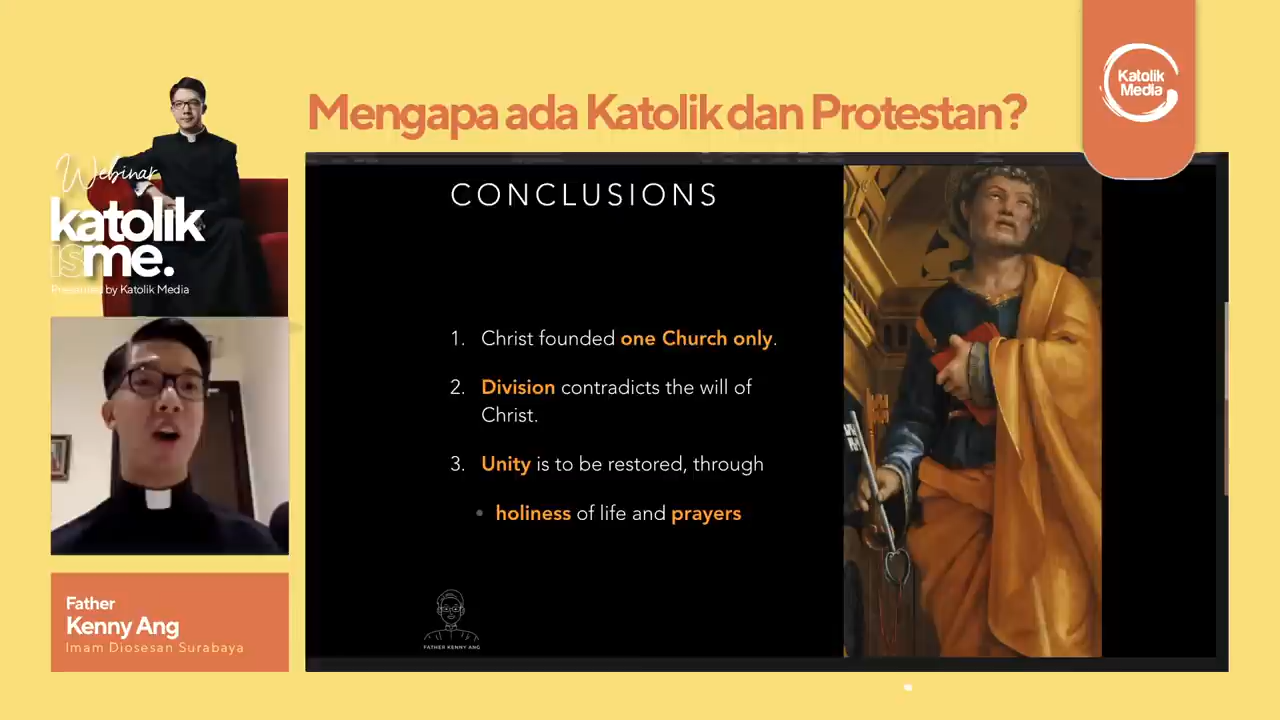 Mengapa ada Katolik dan Protestan?
Katolik
Media
Webinar
katolik
isme.
Presented by Katolik Media
CONCLUSIONS
1. Christ founded one Church only.
2. Division contradicts the will of
Christ.
3. Unity is to be restored, through
• holiness of life and prayers
FATHER KENNY ANG
Father
Kenny Ang
Imam Diosesan Surabaya